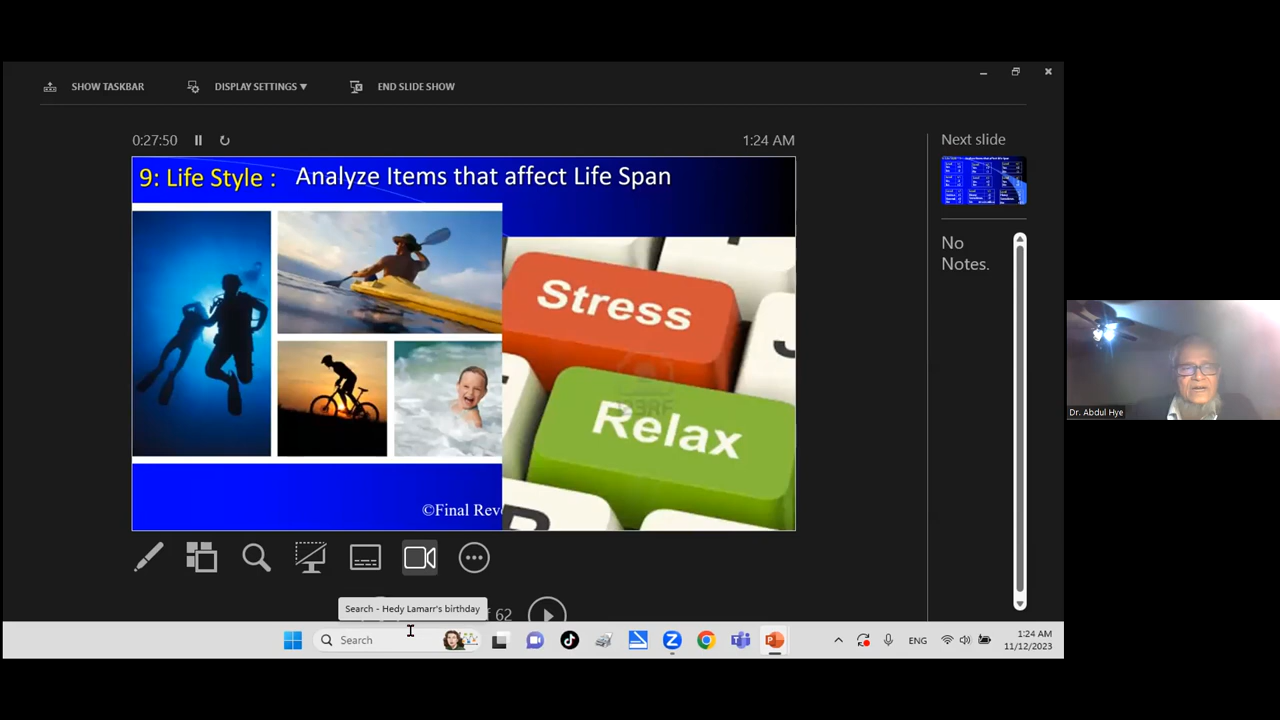 SHOW TASKBAR DISPLAY SETTINGS ▼ END SLIDE SHOW
0:27:50 1:24 AM
Next slide
9: Life Style : Analyze Items that affect Life Span
Stress
Relax
123RF
©Final Rev
No
Notes.
Dr. Abdul Hye
Search - Hedy Lamarr's birthday
62
Search
ENG
1:24 AM
11/12/2023